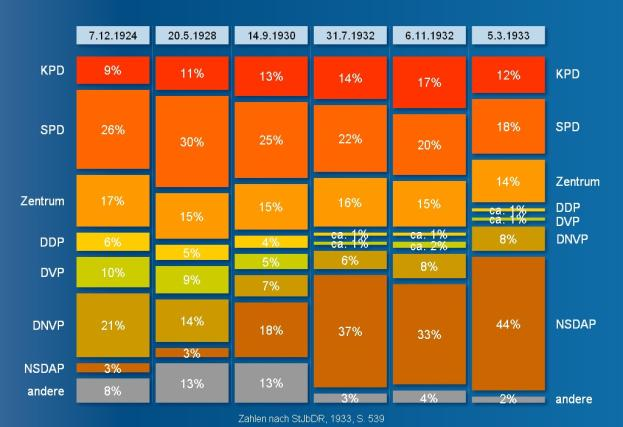 7.12.1924 20.5.1928 14.9.1930 31.7.1932 6.11.1932 5.3.1933
KPD 9% 11% 13% 14% 17% 12% KPD
SPD 26% 30% 25% 22% 20% 18% SPD
Zentrum 17% 15% 15% 16% 15% 14% Zentrum
DDP 6% 5% 4% ca. 1% ca. 1% ca. 1% DDP
DVP 10% 9% 5% ca. 1% ca. 2% ca. 1% DVP
DNVP 21% 14% 7% 6% 8% 8% DNVP
NSDAP 3% 3% 18% 37% 33% 44% NSDAP
andere 8% 13% 13% 3% 4% 2% andere
Zahlen nach StJbDR, 1933, S. 539